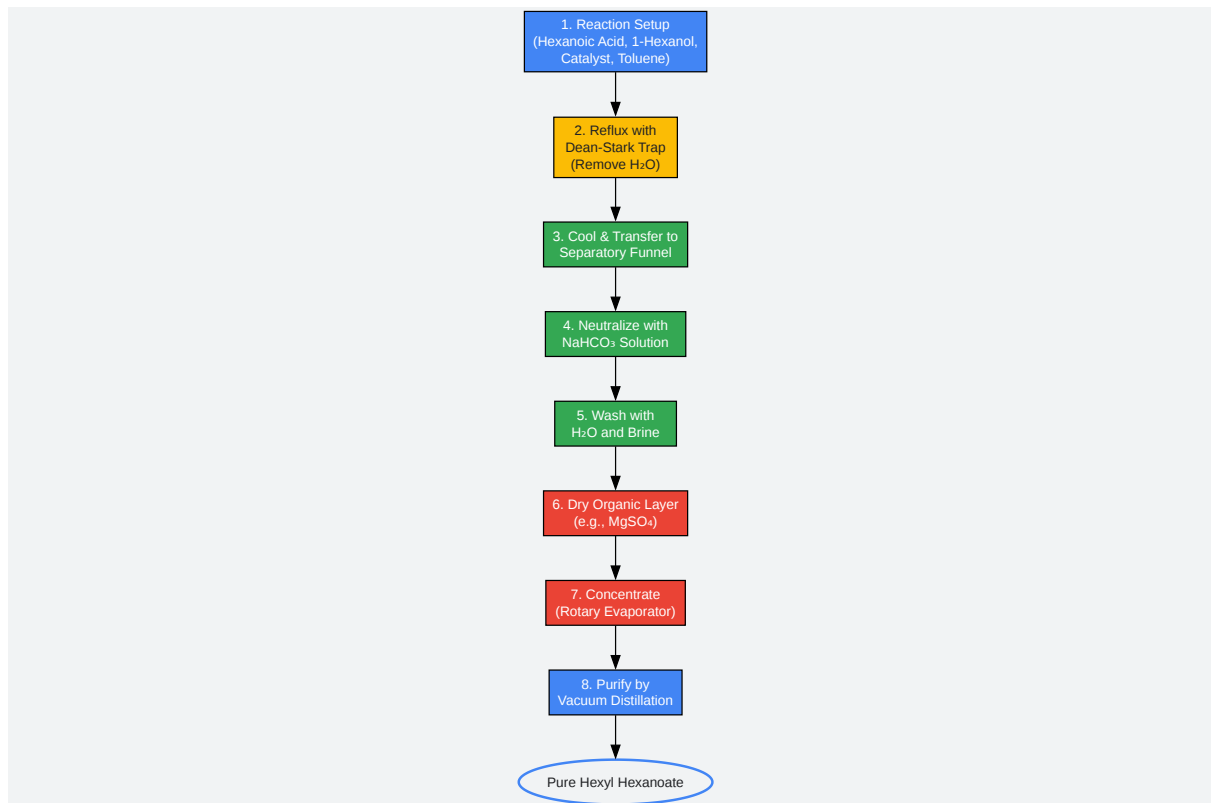 1. Reaction Setup
(Hexanoic Acid, 1-Hexanol,
Catalyst, Toluene)
2. Reflux with
Dean-Stark Trap
(Remove H₂O)
3. Cool & Transfer to
Separatory Funnel
4. Neutralize with
NaHCO₃ Solution
5. Wash with
H₂O and Brine
6. Dry Organic Layer
(e.g., MgSO₄)
7. Concentrate
(Rotary Evaporator)
8. Purify by
Vacuum Distillation
Pure Hexyl Hexanoate